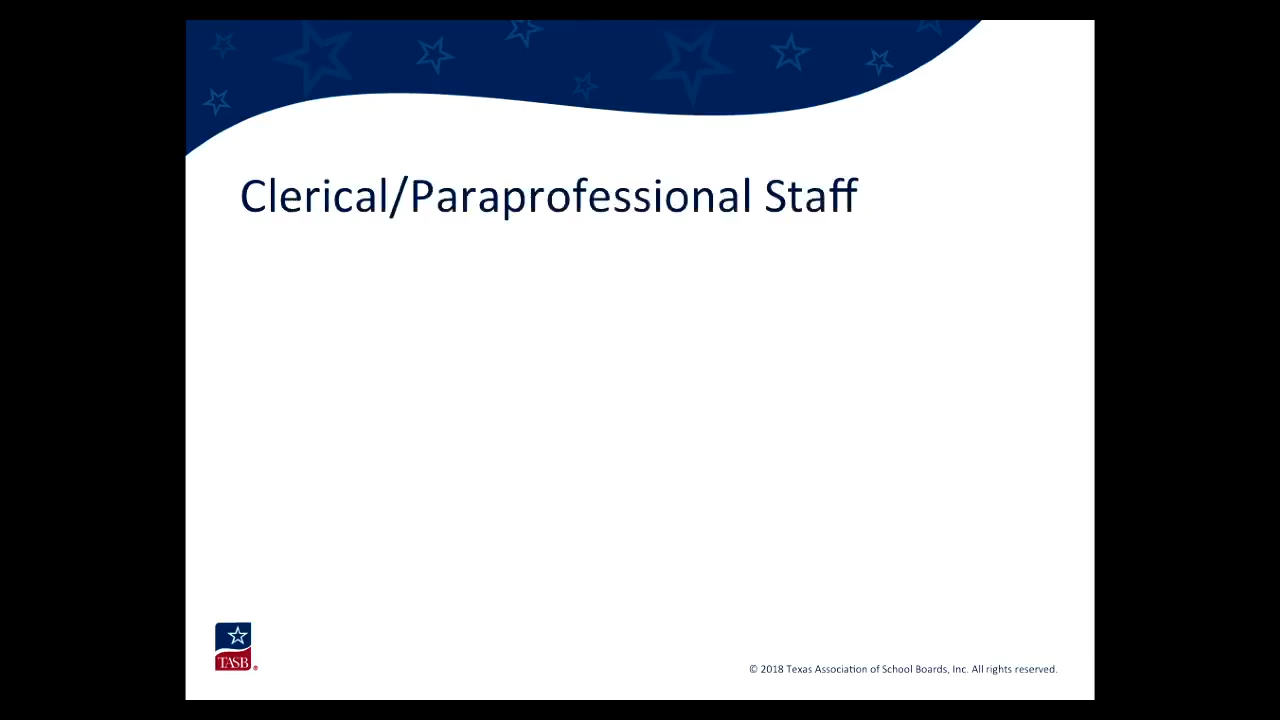 Clerical/Paraprofessional Staff
TASB®
© 2018 Texas Association of School Boards, Inc. All rights reserved.